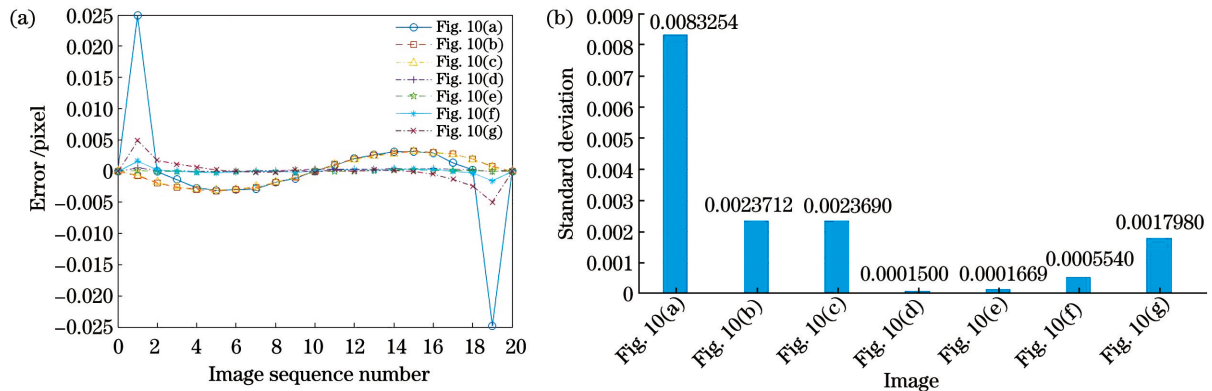 (a)
0.025
0.020
0.015
0.010
0.005
0
−0.005
−0.010
−0.015
−0.020
−0.025
Error /pixel
0 2 4 6 8 10 12 14 16 18 20
Image sequence number
Fig. 10(a)
Fig. 10(b)
Fig. 10(c)
Fig. 10(d)
Fig. 10(e)
Fig. 10(f)
Fig. 10(g)
(b)
0.009
0.008
0.007
0.006
0.005
0.004
0.003
0.002
0.001
0
Standard deviation
0.0083254
0.0023712
0.0023690
0.0001500
0.0001669
0.0005540
0.0017980
Fig. 10(a)
Fig. 10(b)
Fig. 10(c)
Fig. 10(d)
Fig. 10(e)
Fig. 10(f)
Fig. 10(g)
Image